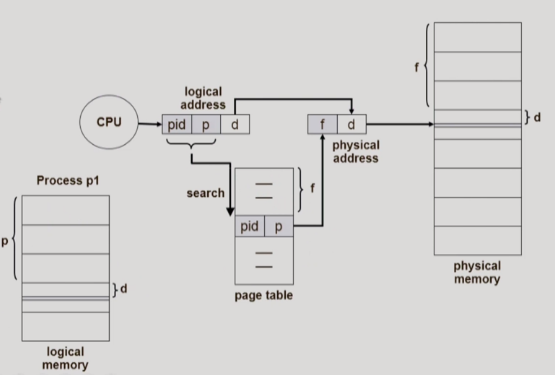 logical
address
CPU
pid p d
f d
physical
address
f
d
search
f
pid p
page table
physical
memory
Process p1
p
d
logical
memory